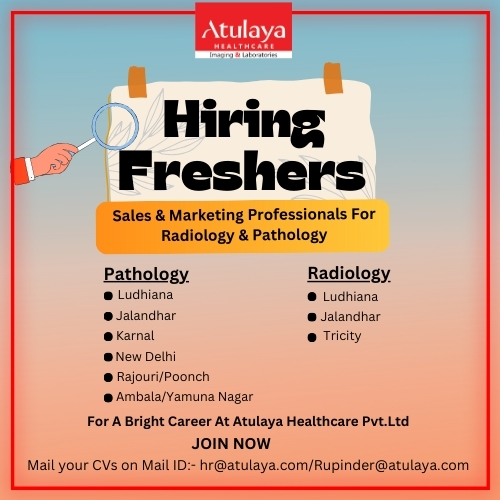 Atulaya
HEALTHCARE
Imaging & Laboratories
Hiring
Freshers
Sales & Marketing Professionals For
Radiology & Pathology
Pathology
Ludhiana
Jalandhar
Karnal
New Delhi
Rajouri/Poonch
Ambala/Yamuna Nagar
Radiology
Ludhiana
Jalandhar
Tricity
For A Bright Career At Atulaya Healthcare Pvt.Ltd
JOIN NOW
Mail your CVs on Mail ID:- hr@atulaya.com/Rupinder@atulaya.com